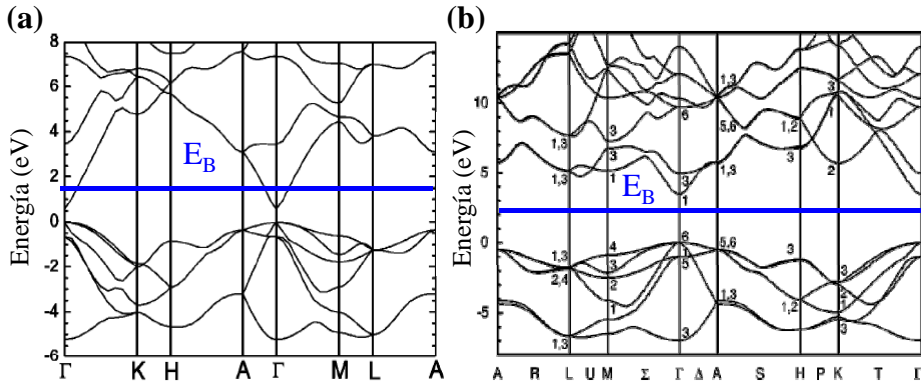 (a)
Energía (eV)
8
6
4
2
0
-2
-4
-6
E_B
Γ K H A Γ M L A
(b)
Energía (eV)
10
5
0
-5
E_B
1,3 3 3 1 6 5,6 1,3 1,2 3 3 1 2
1,3 3 1
1,3 2,4 4 3 2 1 6 5 5,6 3 1,3 1,2 3 2 1 3
1,3 3
A R L U M Σ Γ Δ A S H P K T Γ